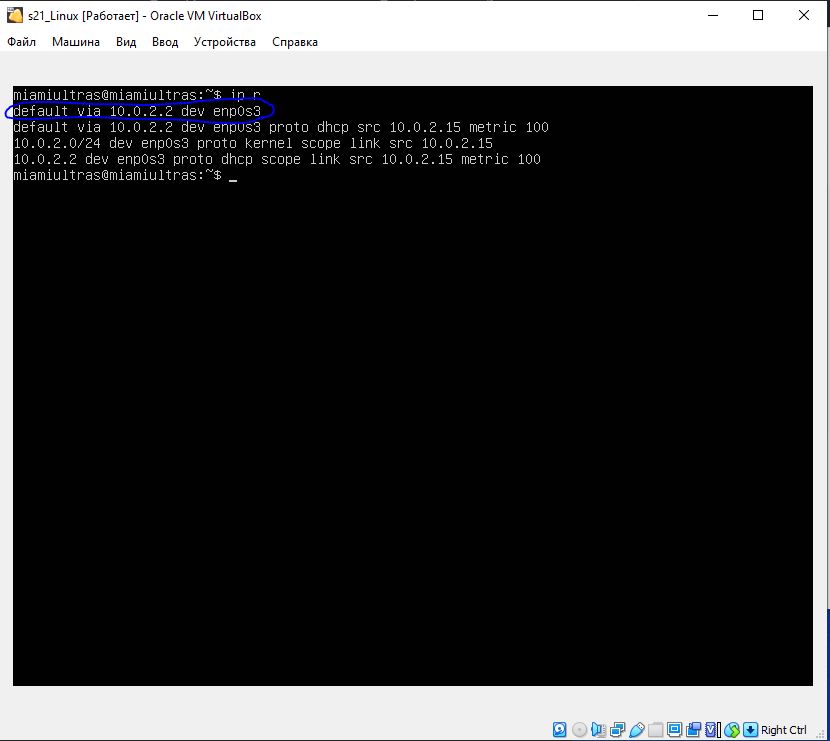 s21_Linux [Работает] - Oracle VM VirtualBox
Файл Машина Вид Ввод Устройства Справка
miamiultras@miamiultras:~$ ip r
default via 10.0.2.2 dev enp0s3
default via 10.0.2.2 dev enp0s3 proto dhcp src 10.0.2.15 metric 100
10.0.2.0/24 dev enp0s3 proto kernel scope link src 10.0.2.15
10.0.2.2 dev enp0s3 proto dhcp scope link src 10.0.2.15 metric 100
miamiultras@miamiultras:~$ _
Right Ctrl